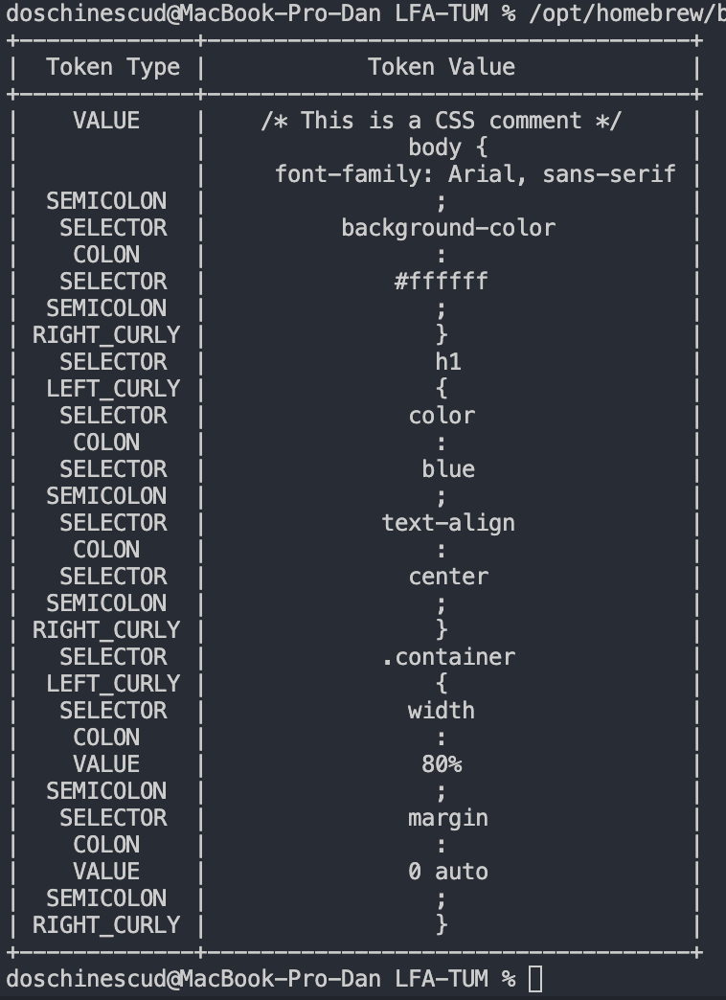 doschinescud@MacBook-Pro-Dan LFA-TUM % /opt/homebrew/b
+-------------+------------------------------------+
| Token Type | Token Value |
+-------------+------------------------------------+
| VALUE | /* This is a CSS comment */ |
| | body { |
| | font-family: Arial, sans-serif |
| SEMICOLON | ; |
| SELECTOR | background-color |
| COLON | : |
| SELECTOR | #ffffff |
| SEMICOLON | ; |
| RIGHT_CURLY | } |
| SELECTOR | h1 |
| LEFT_CURLY | { |
| SELECTOR | color |
| COLON | : |
| SELECTOR | blue |
| SEMICOLON | ; |
| SELECTOR | text-align |
| COLON | : |
| SELECTOR | center |
| SEMICOLON | ; |
| RIGHT_CURLY | } |
| SELECTOR | .container |
| LEFT_CURLY | { |
| SELECTOR | width |
| COLON | : |
| VALUE | 80% |
| SEMICOLON | ; |
| SELECTOR | margin |
| COLON | : |
| VALUE | 0 auto |
| SEMICOLON | ; |
| RIGHT_CURLY | } |
+-------------+------------------------------------+
doschinescud@MacBook-Pro-Dan LFA-TUM %